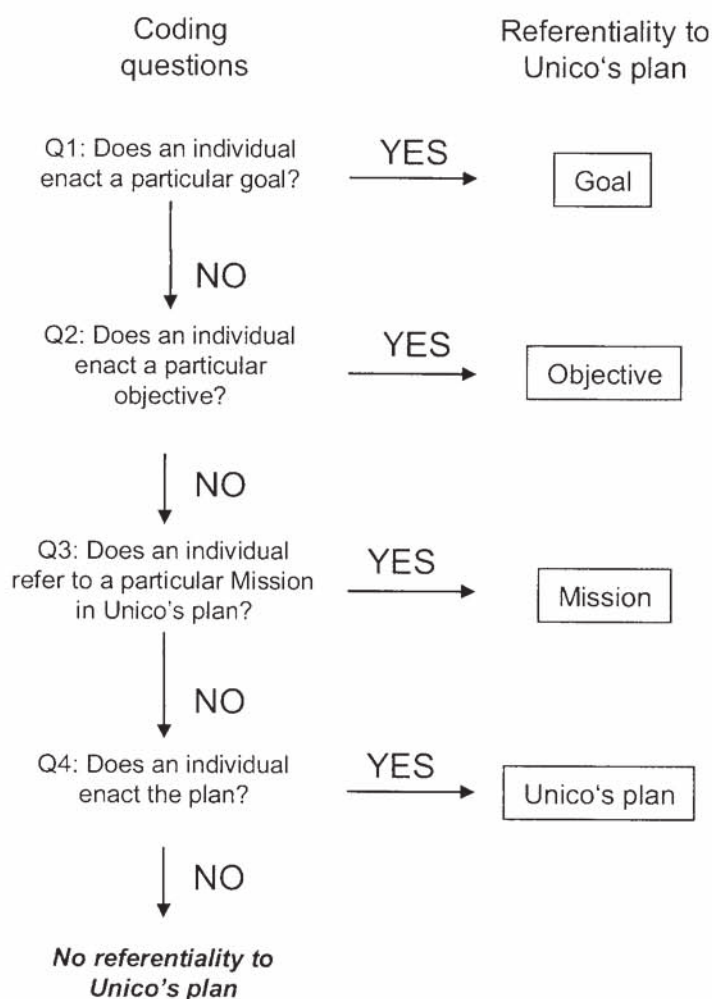 Coding
questions
Referentiality to
Unico‘s plan
Q1: Does an individual
enact a particular goal?
YES
Goal
NO
Q2: Does an individual
enact a particular
objective?
YES
Objective
NO
Q3: Does an individual
refer to a particular Mission
in Unico’s plan?
YES
Mission
NO
Q4: Does an individual
enact the plan?
YES
Unico‘s plan
NO
No referentiality to
Unico’s plan